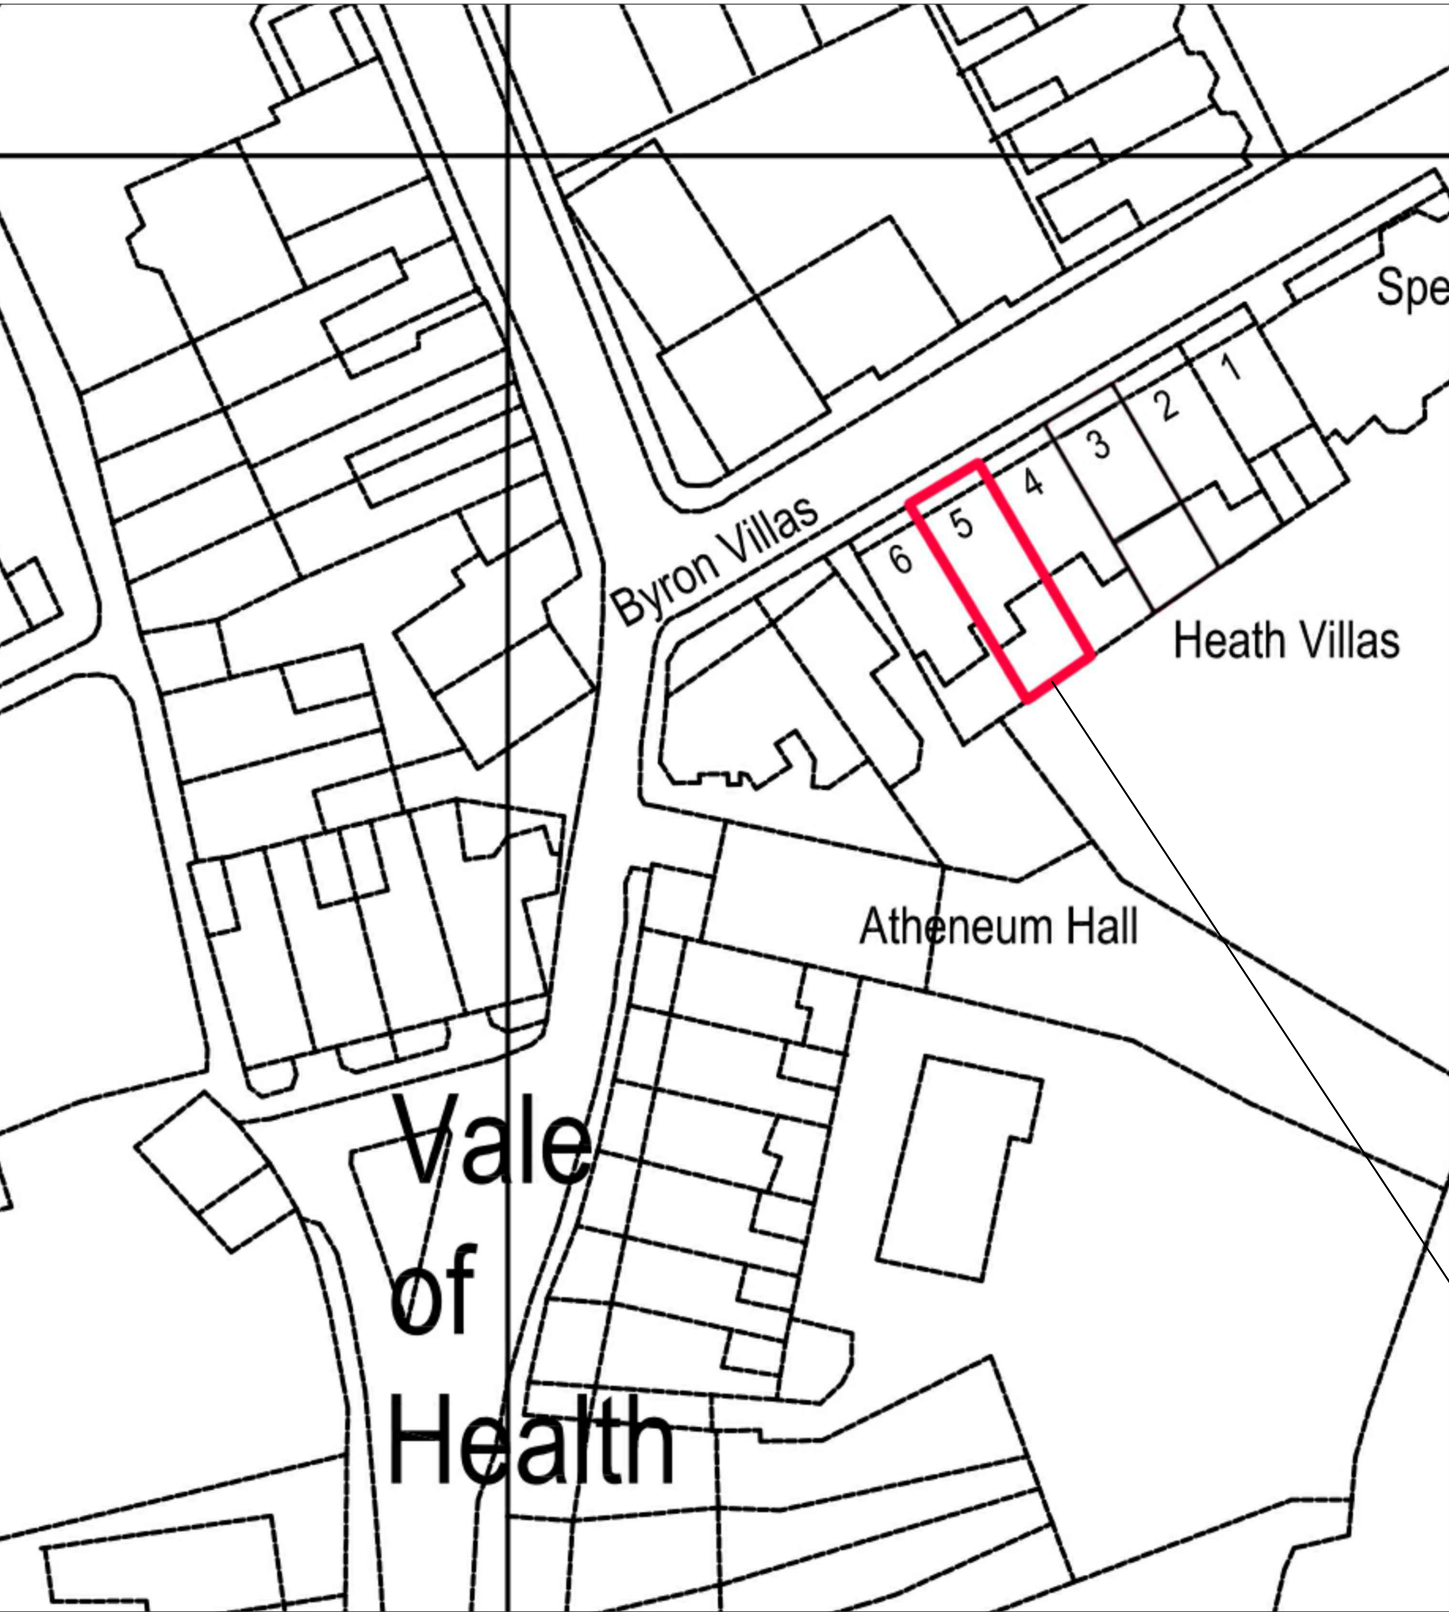 Spe
1
2
3
4
5
6
Byron Villas
Heath Villas
Atheneum Hall
Vale
of
Health